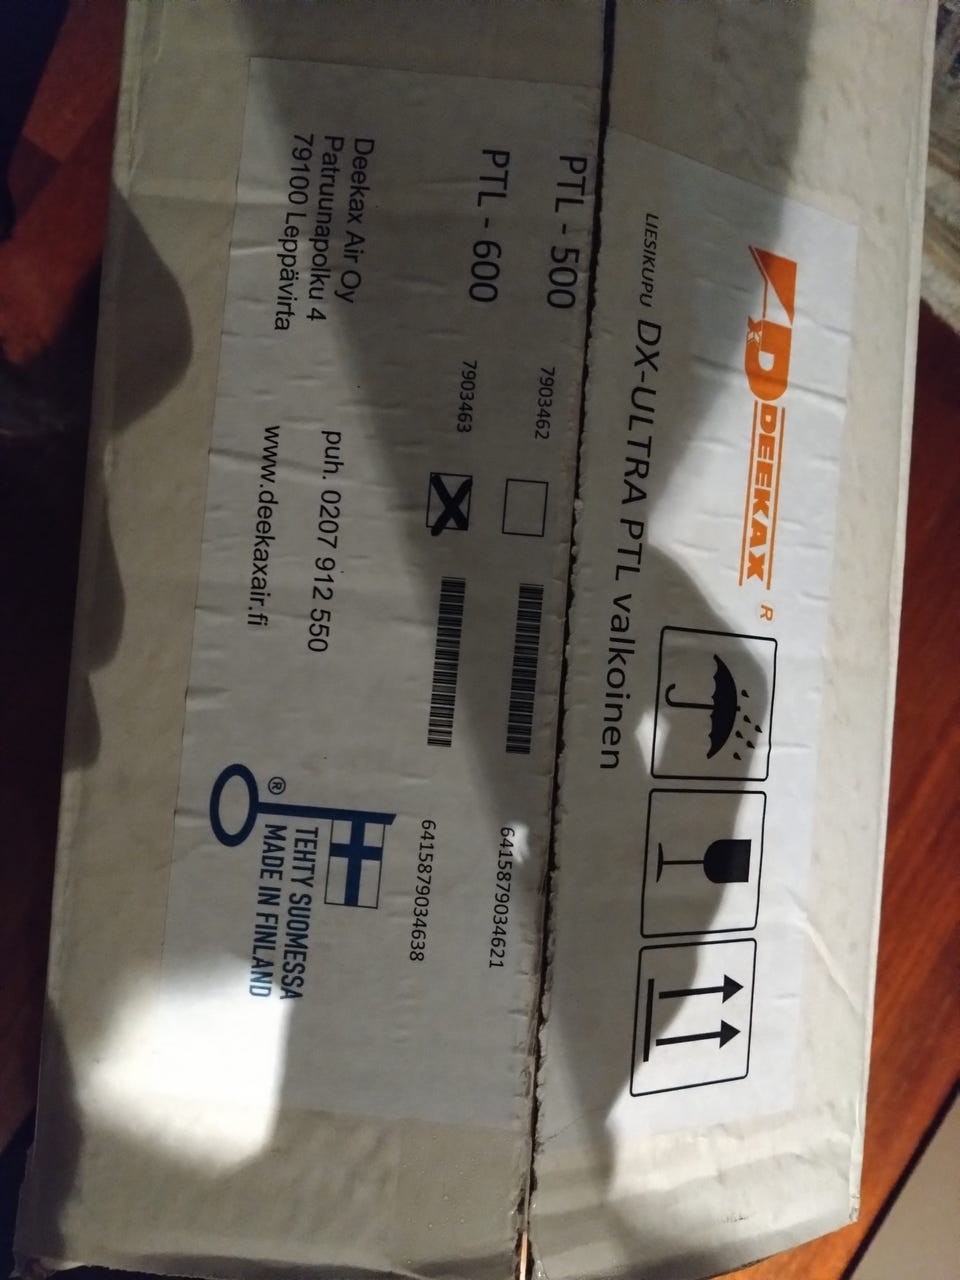 DEEKAX ®
LIESIKUPU DX-ULTRA PTL valkoinen
PTL - 500 7903462 6415879034621
PTL - 600 7903463 6415879034638
Deekax Air Oy
Patruunapolku 4
79100 Leppävirta
puh. 0207 912 550
www.deekaxair.fi
®
TEHTY SUOMESSA
MADE IN FINLAND